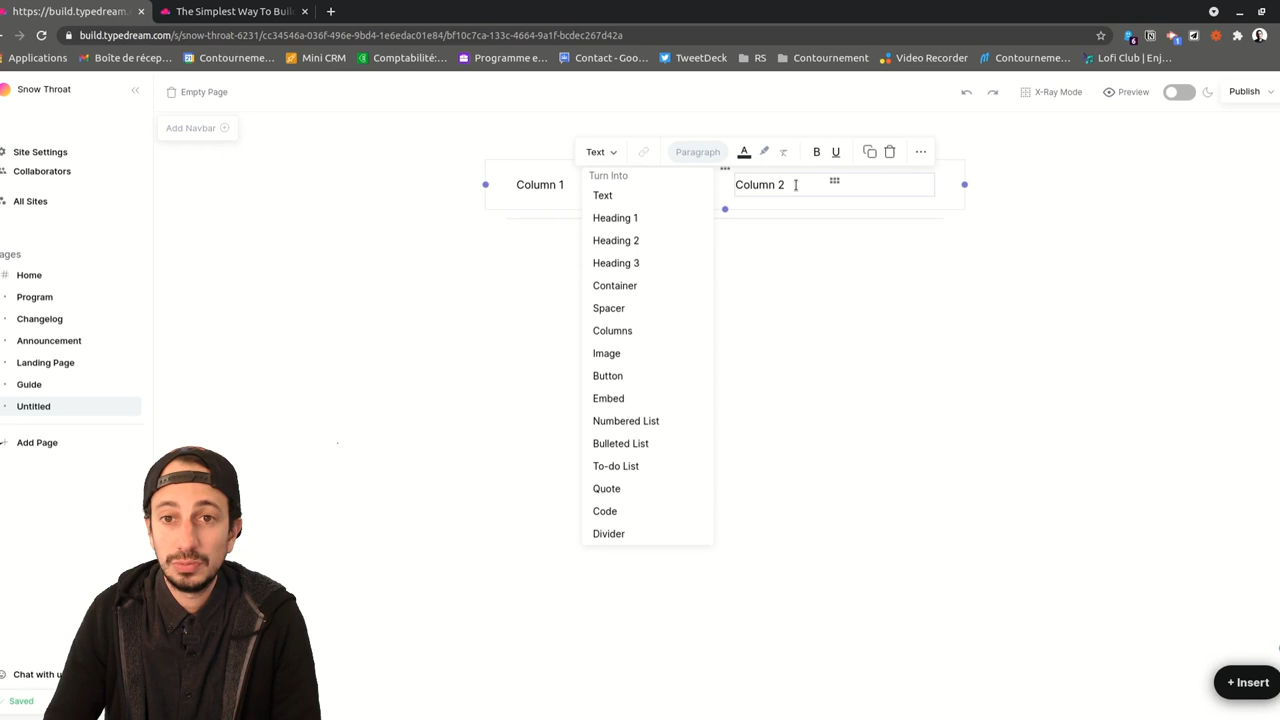 https://build.typedream.com/s
The Simplest Way To Buil
build.typedream.com/s/snow-throat-6231/cc34546a-036f-496e-9bd4-1e6edac01e84/bf10c7ca-133c-4664-9a1f-bcdec267d42a
Applications
Boîte de récep...
Contourneme...
Mini CRM
Comptabilité:...
Programme e...
Contact - Goo...
TweetDeck
RS
Contournement
Video Recorder
Contourneme...
Lofi Club | Enj...
Snow Throat
Empty Page
X-Ray Mode
Preview
Publish
Add Navbar
Site Settings
Collaborators
All Sites
ages
Home
Program
Changelog
Announcement
Landing Page
Guide
Untitled
Add Page
Text
Paragraph
A
B
U
Column 1
Column 2
Turn Into
Text
Heading 1
Heading 2
Heading 3
Container
Spacer
Columns
Image
Button
Embed
Numbered List
Bulleted List
To-do List
Quote
Code
Divider
Chat with u
Saved
+ Insert